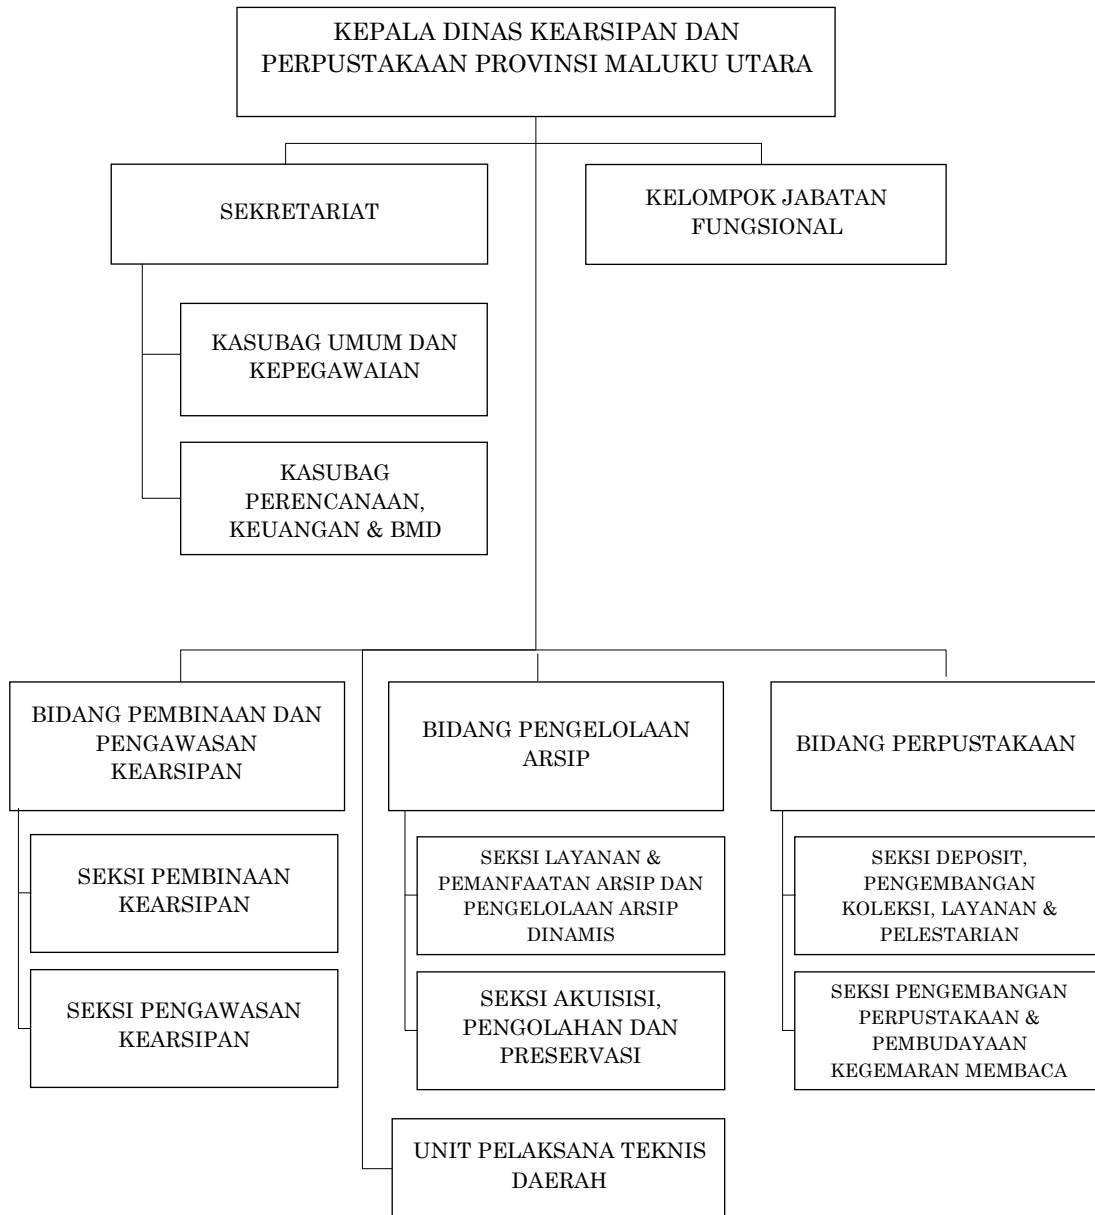 KEPALA DINAS KEARSIPAN DAN
PERPUSTAKAAN PROVINSI MALUKU UTARA
SEKRETARIAT
KELOMPOK JABATAN
FUNGSIONAL
KASUBAG UMUM DAN
KEPEGAWAIAN
KASUBAG
PERENCANAAN,
KEUANGAN & BMD
BIDANG PEMBINAAN DAN
PENGAWASAN
KEARSIPAN
BIDANG PENGELOLAAN
ARSIP
BIDANG PERPUSTAKAAN
SEKSI PEMBINAAN
KEARSIPAN
SEKSI LAYANAN &
PEMANFAATAN ARSIP DAN
PENGELOLAAN ARSIP
DINAMIS
SEKSI DEPOSIT,
PENGEMBANGAN
KOLEKSI, LAYANAN &
PELESTARIAN
SEKSI PENGAWASAN
KEARSIPAN
SEKSI AKUISISI,
PENGOLAHAN DAN
PRESERVASI
SEKSI PENGEMBANGAN
PERPUSTAKAAN &
PEMBUDAYAAN
KEGEMARAN MEMBACA
UNIT PELAKSANA TEKNIS
DAERAH